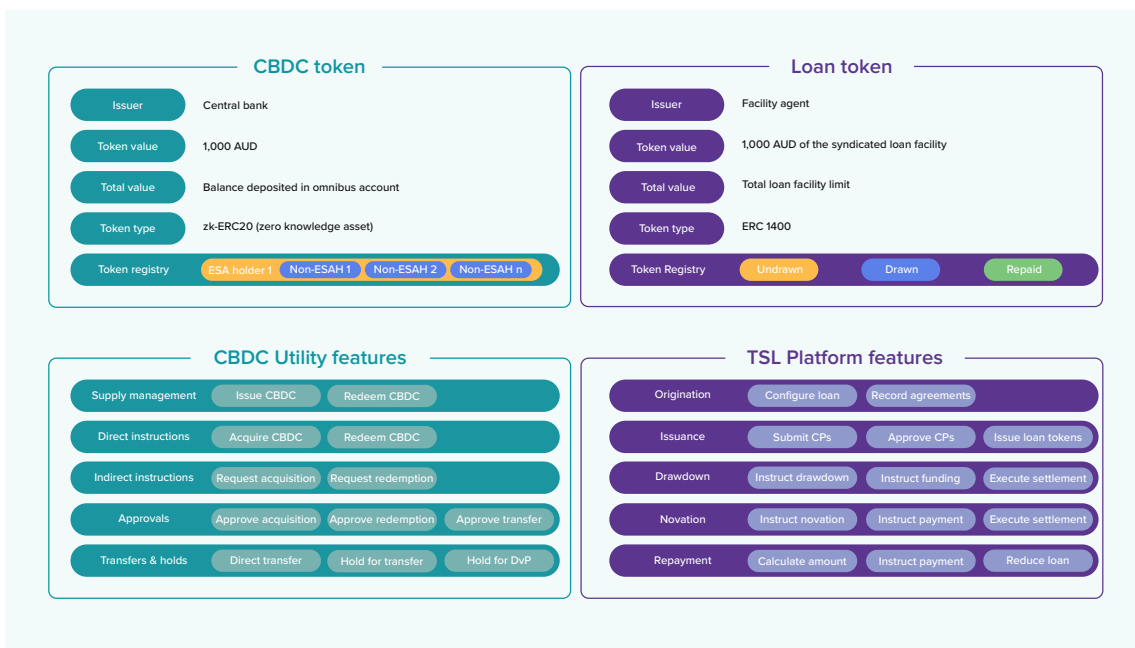 CBDC token
Issuer
Central bank
Token value
1,000 AUD
Total value
Balance deposited in omnibus account
Token type
zk-ERC20 (zero knowledge asset)
Token registry
ESA holder 1
Non-ESAH 1
Non-ESAH 2
Non-ESAH n
Loan token
Issuer
Facility agent
Token value
1,000 AUD of the syndicated loan facility
Total value
Total loan facility limit
Token type
ERC 1400
Token Registry
Undrawn
Drawn
Repaid
CBDC Utility features
Supply management
Issue CBDC
Redeem CBDC
Direct instructions
Acquire CBDC
Redeem CBDC
Indirect instructions
Request acquisition
Request redemption
Approvals
Approve acquisition
Approve redemption
Approve transfer
Transfers & holds
Direct transfer
Hold for transfer
Hold for DvP
TSL Platform features
Origination
Configure loan
Record agreements
Issuance
Submit CPs
Approve CPs
Issue loan tokens
Drawdown
Instruct drawdown
Instruct funding
Execute settlement
Novation
Instruct novation
Instruct payment
Execute settlement
Repayment
Calculate amount
Instruct payment
Reduce loan